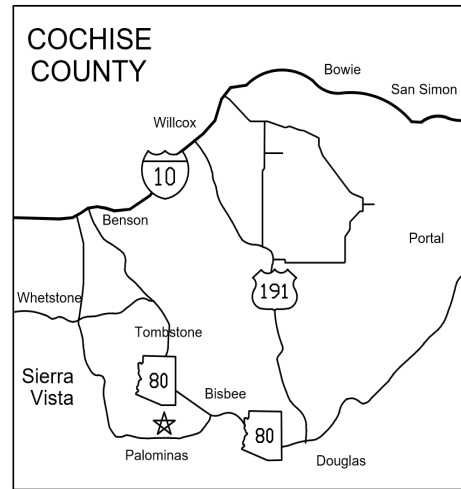 COCHISE
COUNTY
Bowie
San Simon
Willcox
10
Benson
Portal
191
Whetstone
Tombstone
Sierra
Vista
80
Bisbee
80
Palominas
Douglas